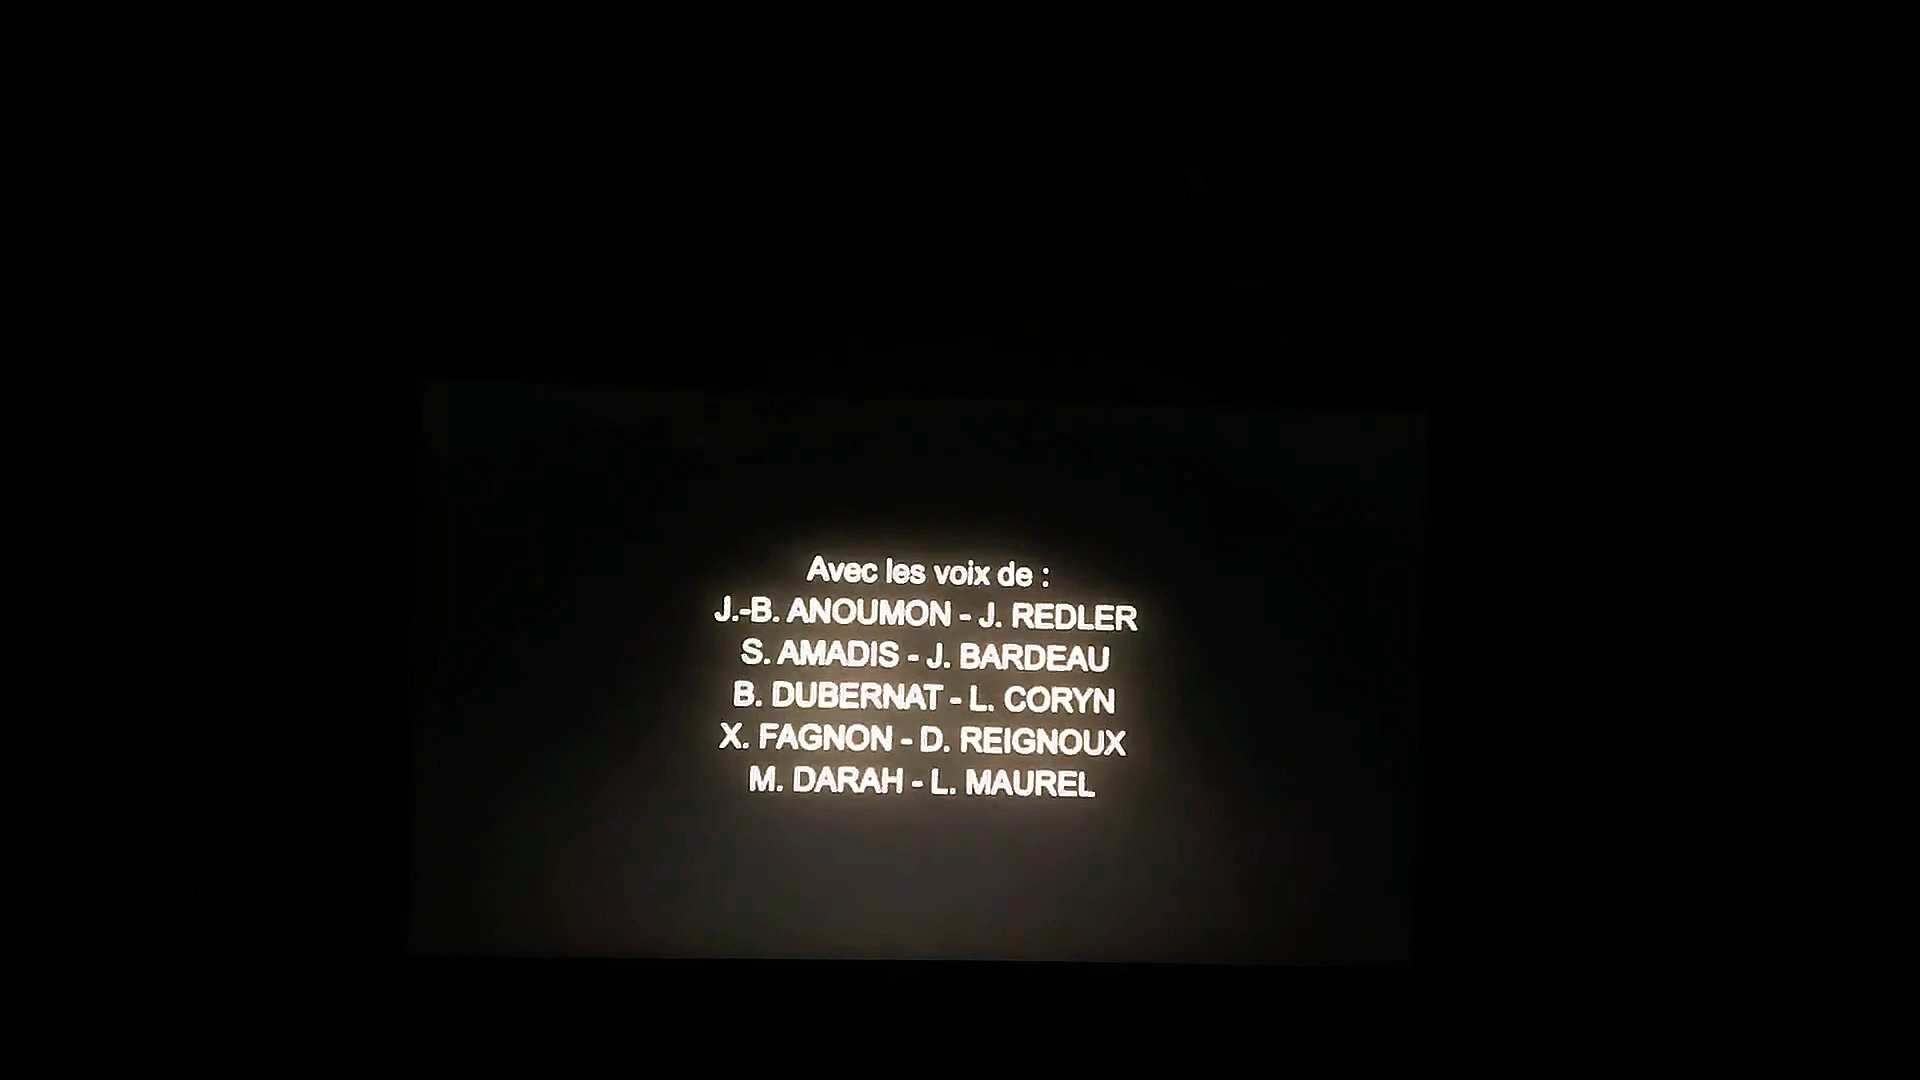 Avec les voix de :
J.-B. ANOUMON - J. REDLER
S. AMADIS - J. BARDEAU
B. DUBERNAT - L. CORYN
X. FAGNON - D. REIGNOUX
M. DARAH - L. MAUREL